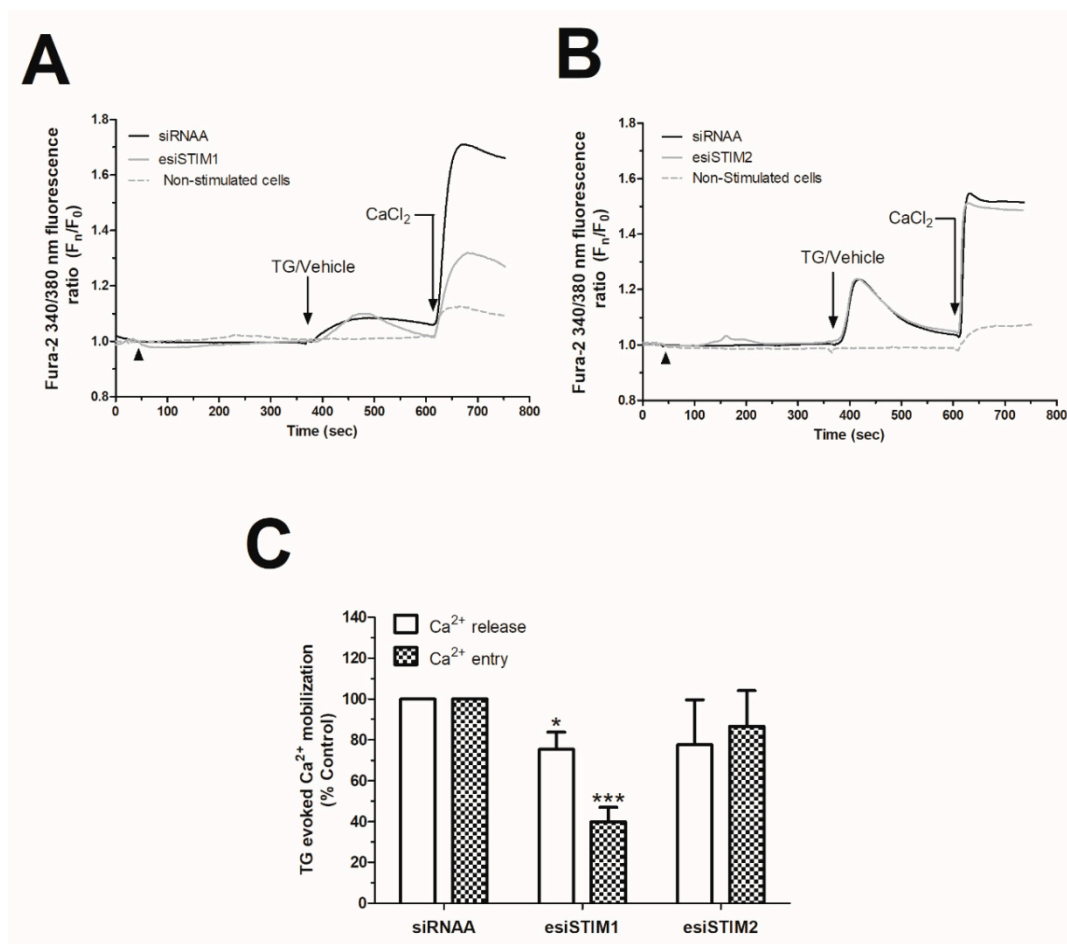 A
siRNAA
esiSTIM1
Non-stimulated cells
Fura-2 340/380 nm fluorescence
ratio (Fn/F0)
1.8
1.6
1.4
1.2
1.0
0.8
CaCl2
TG/Vehicle
0 100 200 300 400 500 600 700 800
Time (sec)
B
siRNAA
esiSTIM2
Non-Stimulated cells
Fura-2 340/380 nm fluorescence
ratio (Fn/F0)
1.8
1.6
1.4
1.2
1.0
0.8
CaCl2
TG/Vehicle
0 100 200 300 400 500 600 700 800
Time (sec)
C
Ca2+ release
Ca2+ entry
TG evoked Ca2+ mobilization
(% Control)
140
120
100
80
60
40
20
0
*
***
siRNAA esiSTIM1 esiSTIM2